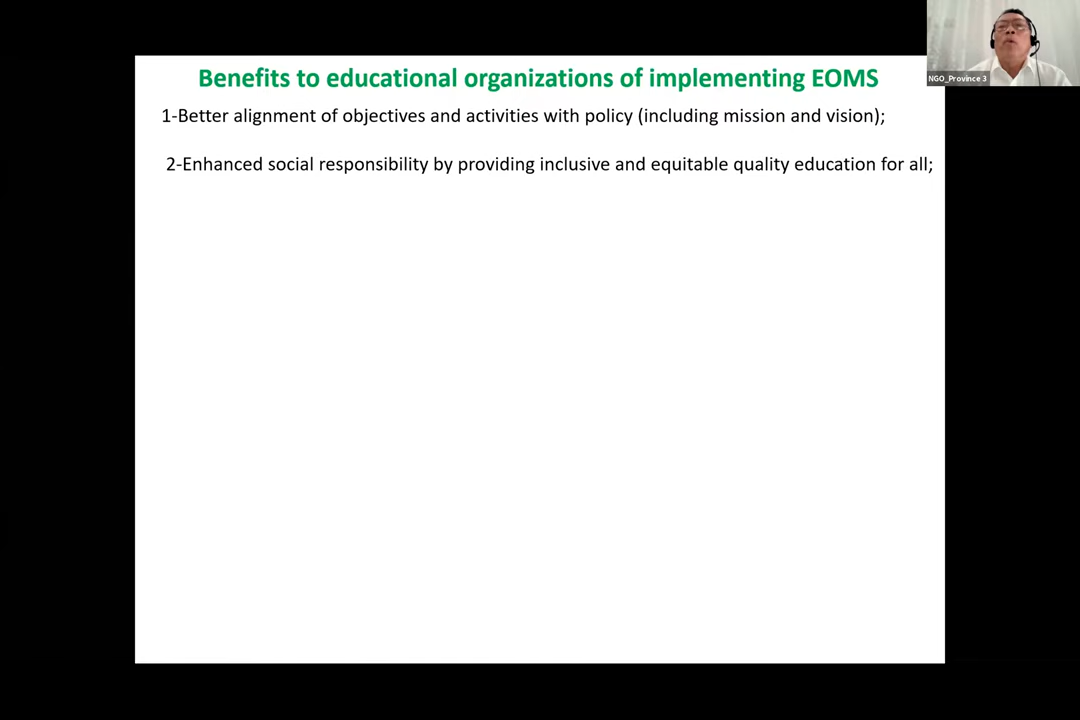 Benefits to educational organizations of implementing EOMS
1-Better alignment of objectives and activities with policy (including mission and vision);
2-Enhanced social responsibility by providing inclusive and equitable quality education for all;
NGO_Province 3